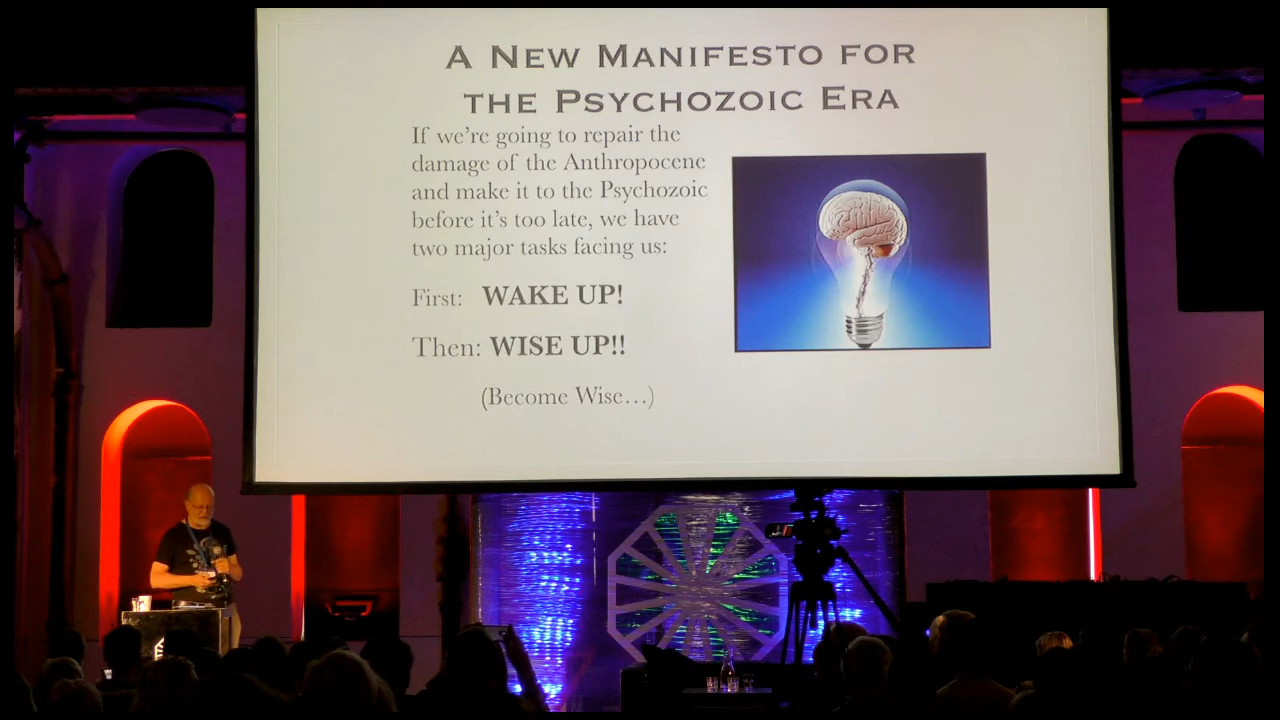 A New Manifesto for
the Psychozoic Era
If we're going to repair the
damage of the Anthropocene
and make it to the Psychozoic
before it's too late, we have
two major tasks facing us:
First: WAKE UP!
Then: WISE UP!!
(Become Wise…)